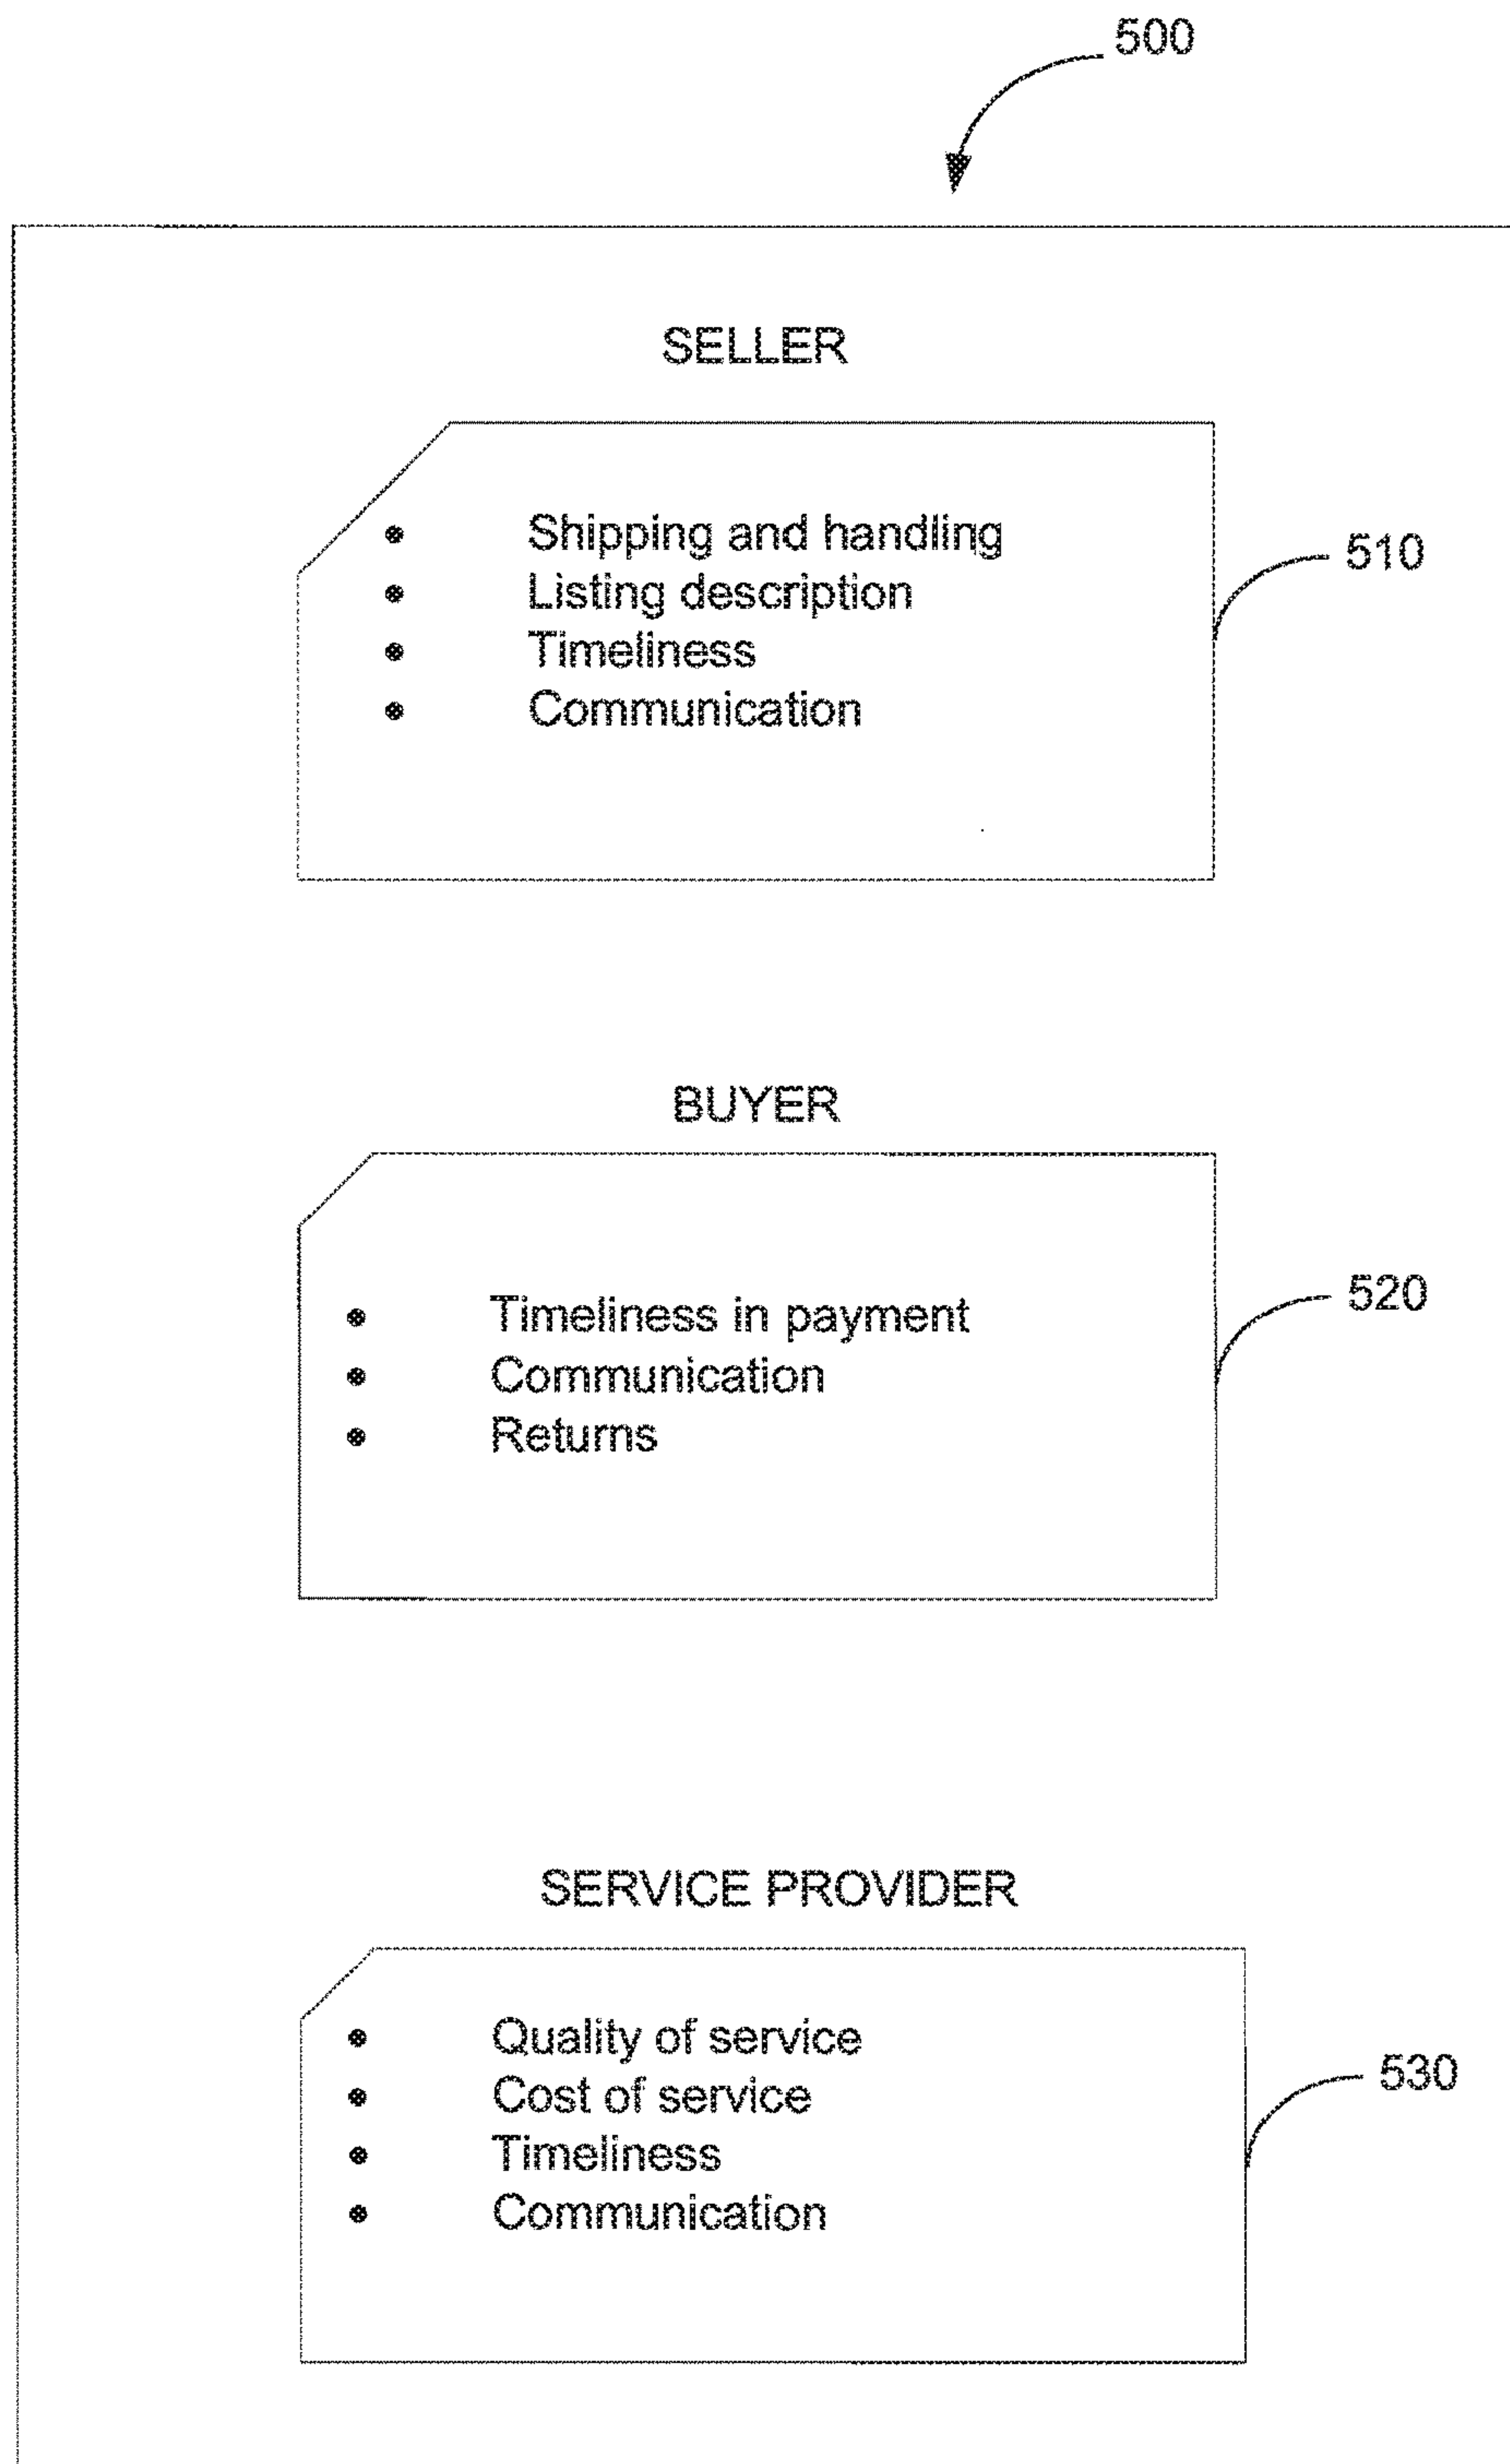 500
SELLER
• Shipping and handling
• Listing description
• Timeliness
• Communication
510
BUYER
• Timeliness in payment
• Communication
• Returns
520
SERVICE PROVIDER
• Quality of service
• Cost of service
• Timeliness
• Communication
530